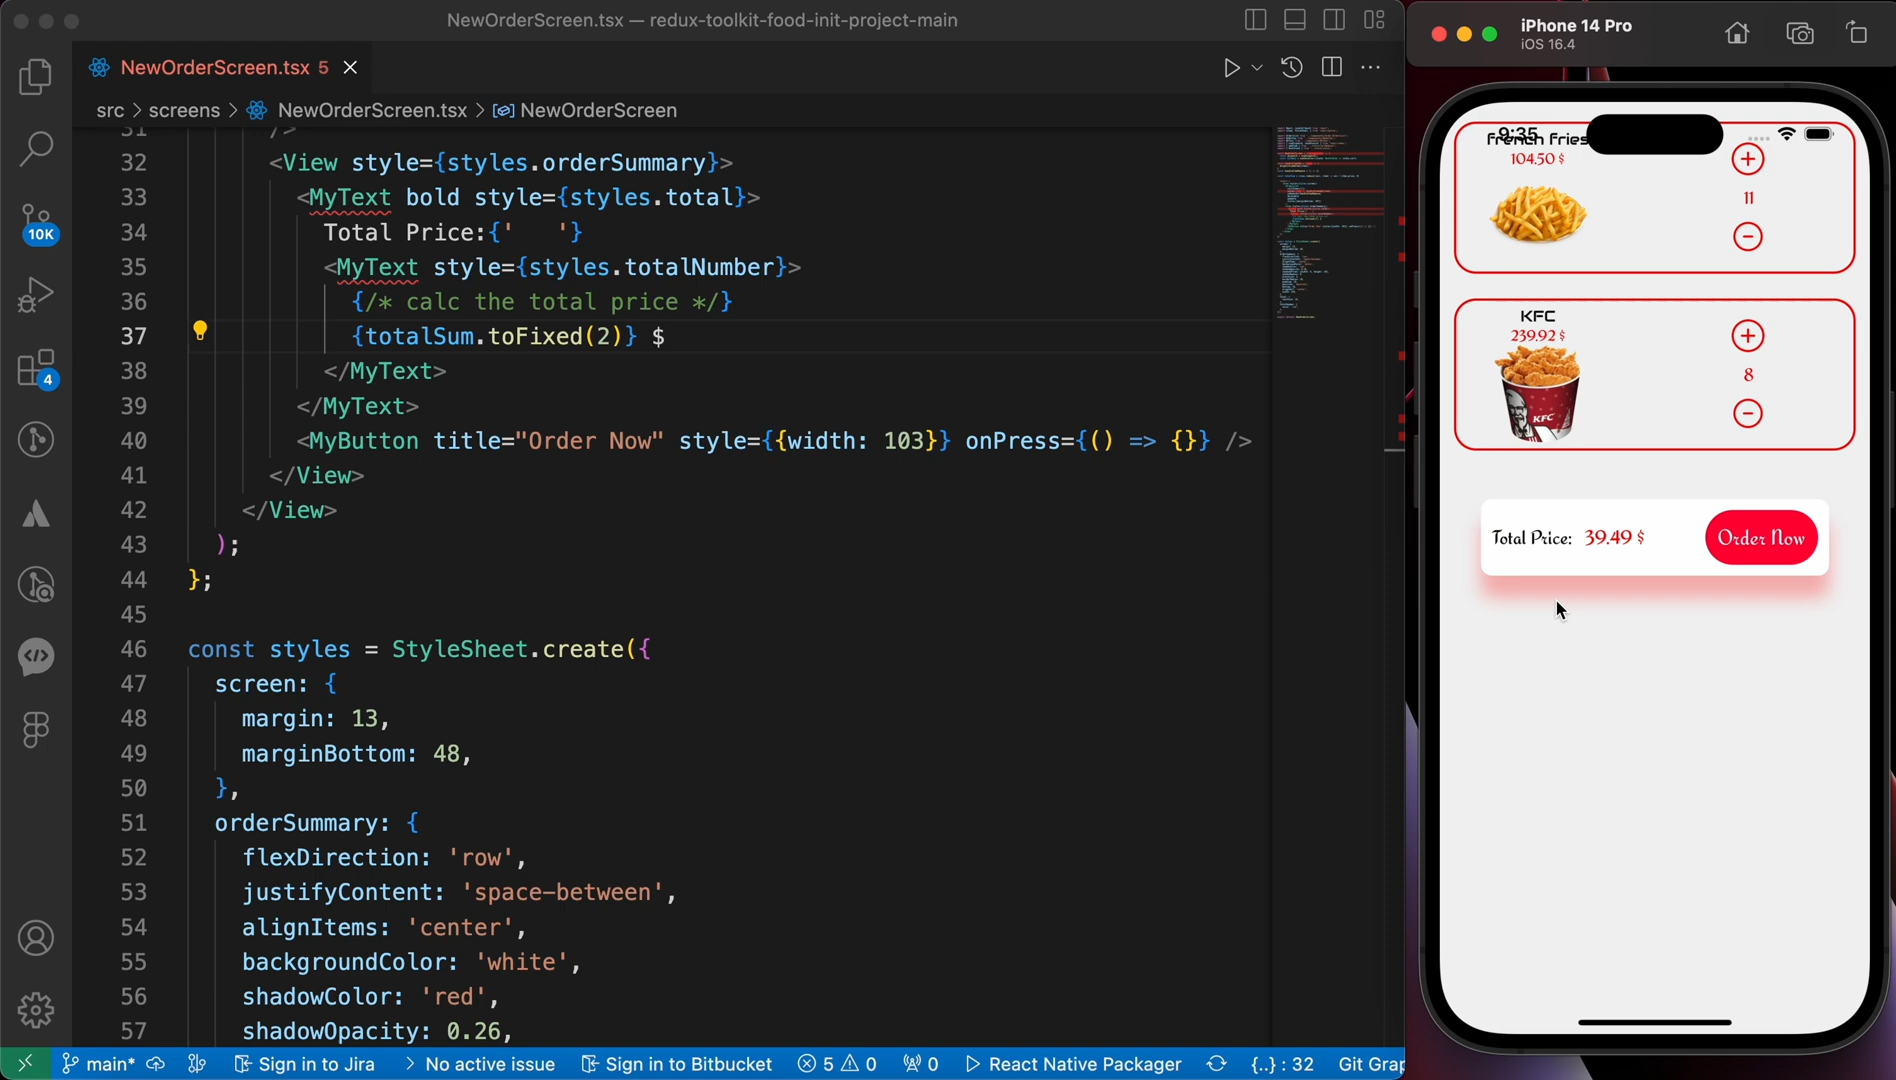 NewOrderScreen.tsx — redux-toolkit-food-init-project-main
NewOrderScreen.tsx 5
src > screens > NewOrderScreen.tsx > NewOrderScreen
31 />
32 <View style={styles.orderSummary}>
33 <MyText bold style={styles.total}>
34 Total Price:{'   '}
35 <MyText style={styles.totalNumber}>
36 {/* calc the total price */}
37 {totalSum.toFixed(2)} $
38 </MyText>
39 </MyText>
40 <MyButton title="Order Now" style={{width: 103}} onPress={() => {}} />
41 </View>
42 </View>
43 );
44 };
45
46 const styles = StyleSheet.create({
47 screen: {
48 margin: 13,
49 marginBottom: 48,
50 },
51 orderSummary: {
52 flexDirection: 'row',
53 justifyContent: 'space-between',
54 alignItems: 'center',
55 backgroundColor: 'white',
56 shadowColor: 'red',
57 shadowOpacity: 0.26,
10K
4
main* Sign in to Jira > No active issue Sign in to Bitbucket 5 0 0 React Native Packager {..} : 32 Git Grap
iPhone 14 Pro
iOS 16.4
9:35
French Fries
104.50 $
11
KFC
239.92 $
8
KFC
Total Price: 39.49 $ Order Now